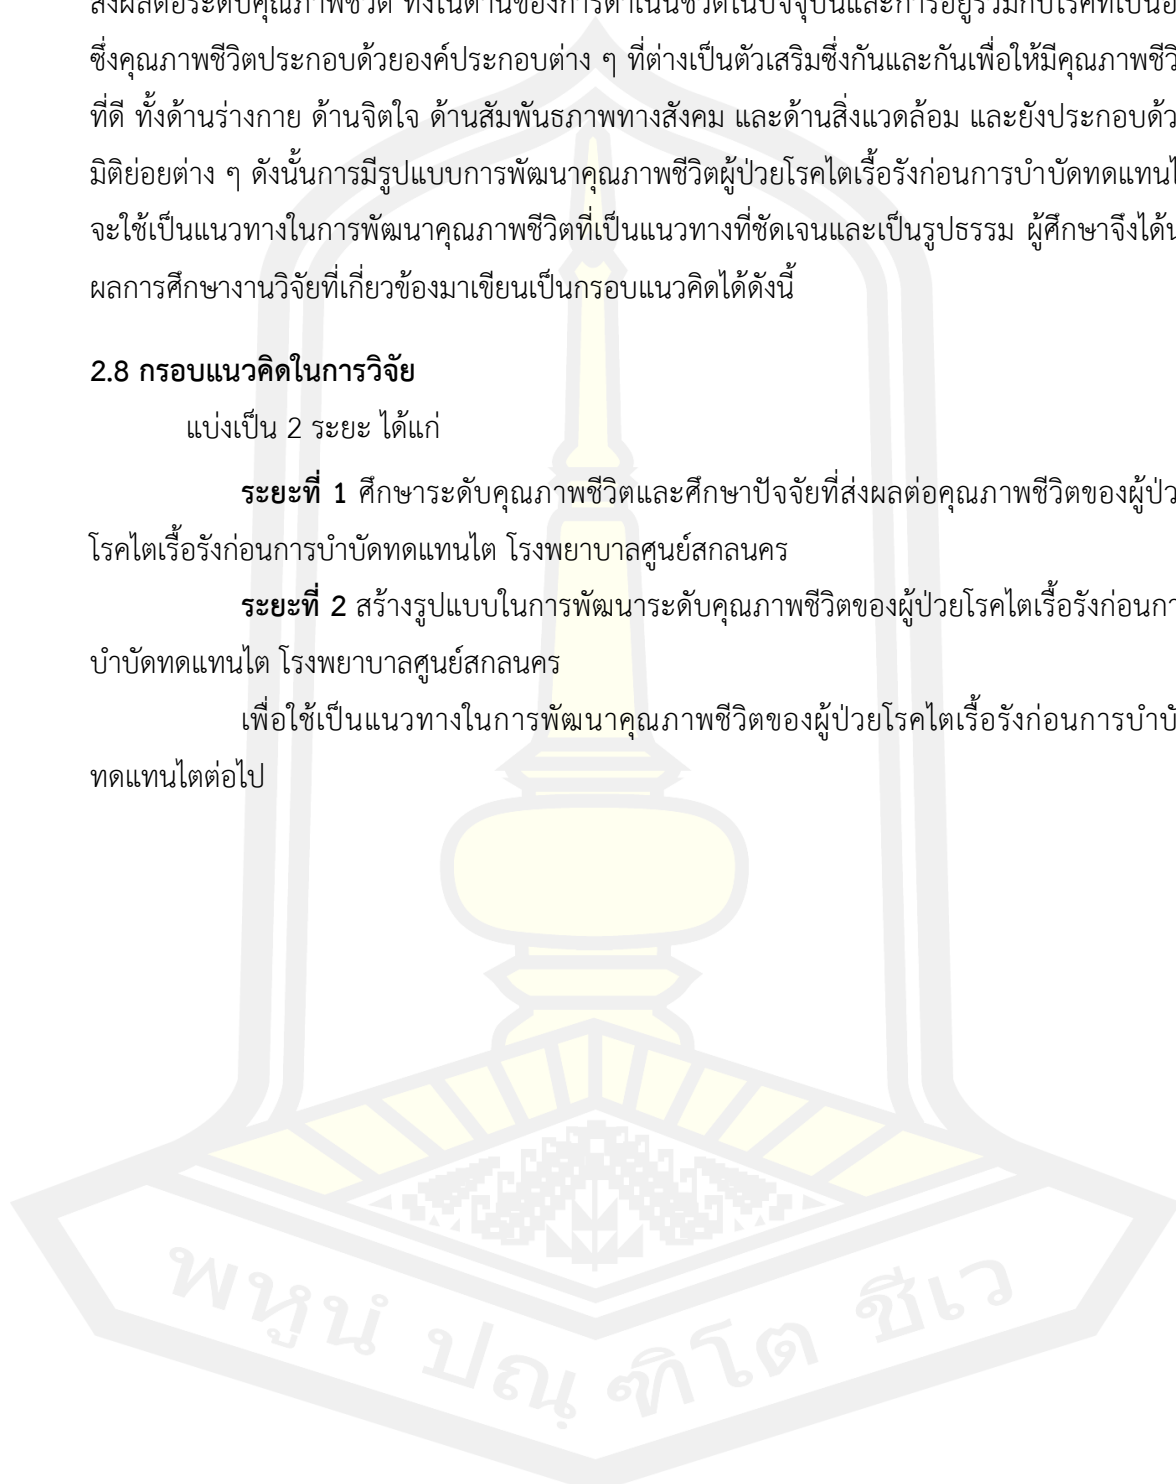 ส่งผลต่อระดับคุณภาพชีวิต ทั้งในด้านของการดำเนินชีวิตในปัจจุบันและการอยู่ร่วมกับโรคที่เป็นอ
ซึ่งคุณภาพชีวิตประกอบด้วยองค์ประกอบต่าง ๆ ที่ต่างเป็นตัวเสริมซึ่งกันและกันเพื่อให้มีคุณภาพชีวิ
ที่ดี ทั้งด้านร่างกาย ด้านจิตใจ ด้านสัมพันธภาพทางสังคม และด้านสิ่งแวดล้อม และยังประกอบด้ว
มิติย่อยต่าง ๆ ดังนั้นการมีรูปแบบการพัฒนาคุณภาพชีวิตผู้ป่วยโรคไตเรื้อรังก่อนการบำบัดทดแทนไ
จะใช้เป็นแนวทางในการพัฒนาคุณภาพชีวิตที่เป็นแนวทางที่ชัดเจนและเป็นรูปธรรม ผู้ศึกษาจึงได้น
ผลการศึกษางานวิจัยที่เกี่ยวข้องมาเขียนเป็นกรอบแนวคิดได้ดังนี้
2.8 กรอบแนวคิดในการวิจัย
แบ่งเป็น 2 ระยะ ได้แก่
ระยะที่ 1 ศึกษาระดับคุณภาพชีวิตและศึกษาปัจจัยที่ส่งผลต่อคุณภาพชีวิตของผู้ป่ว
โรคไตเรื้อรังก่อนการบำบัดทดแทนไต โรงพยาบาลศูนย์สกลนคร
ระยะที่ 2 สร้างรูปแบบในการพัฒนาระดับคุณภาพชีวิตของผู้ป่วยโรคไตเรื้อรังก่อนกา
บำบัดทดแทนไต โรงพยาบาลศูนย์สกลนคร
เพื่อใช้เป็นแนวทางในการพัฒนาคุณภาพชีวิตของผู้ป่วยโรคไตเรื้อรังก่อนการบำบั
ทดแทนไตต่อไป
พหูนํ ปณฺฑิโต ชีเว